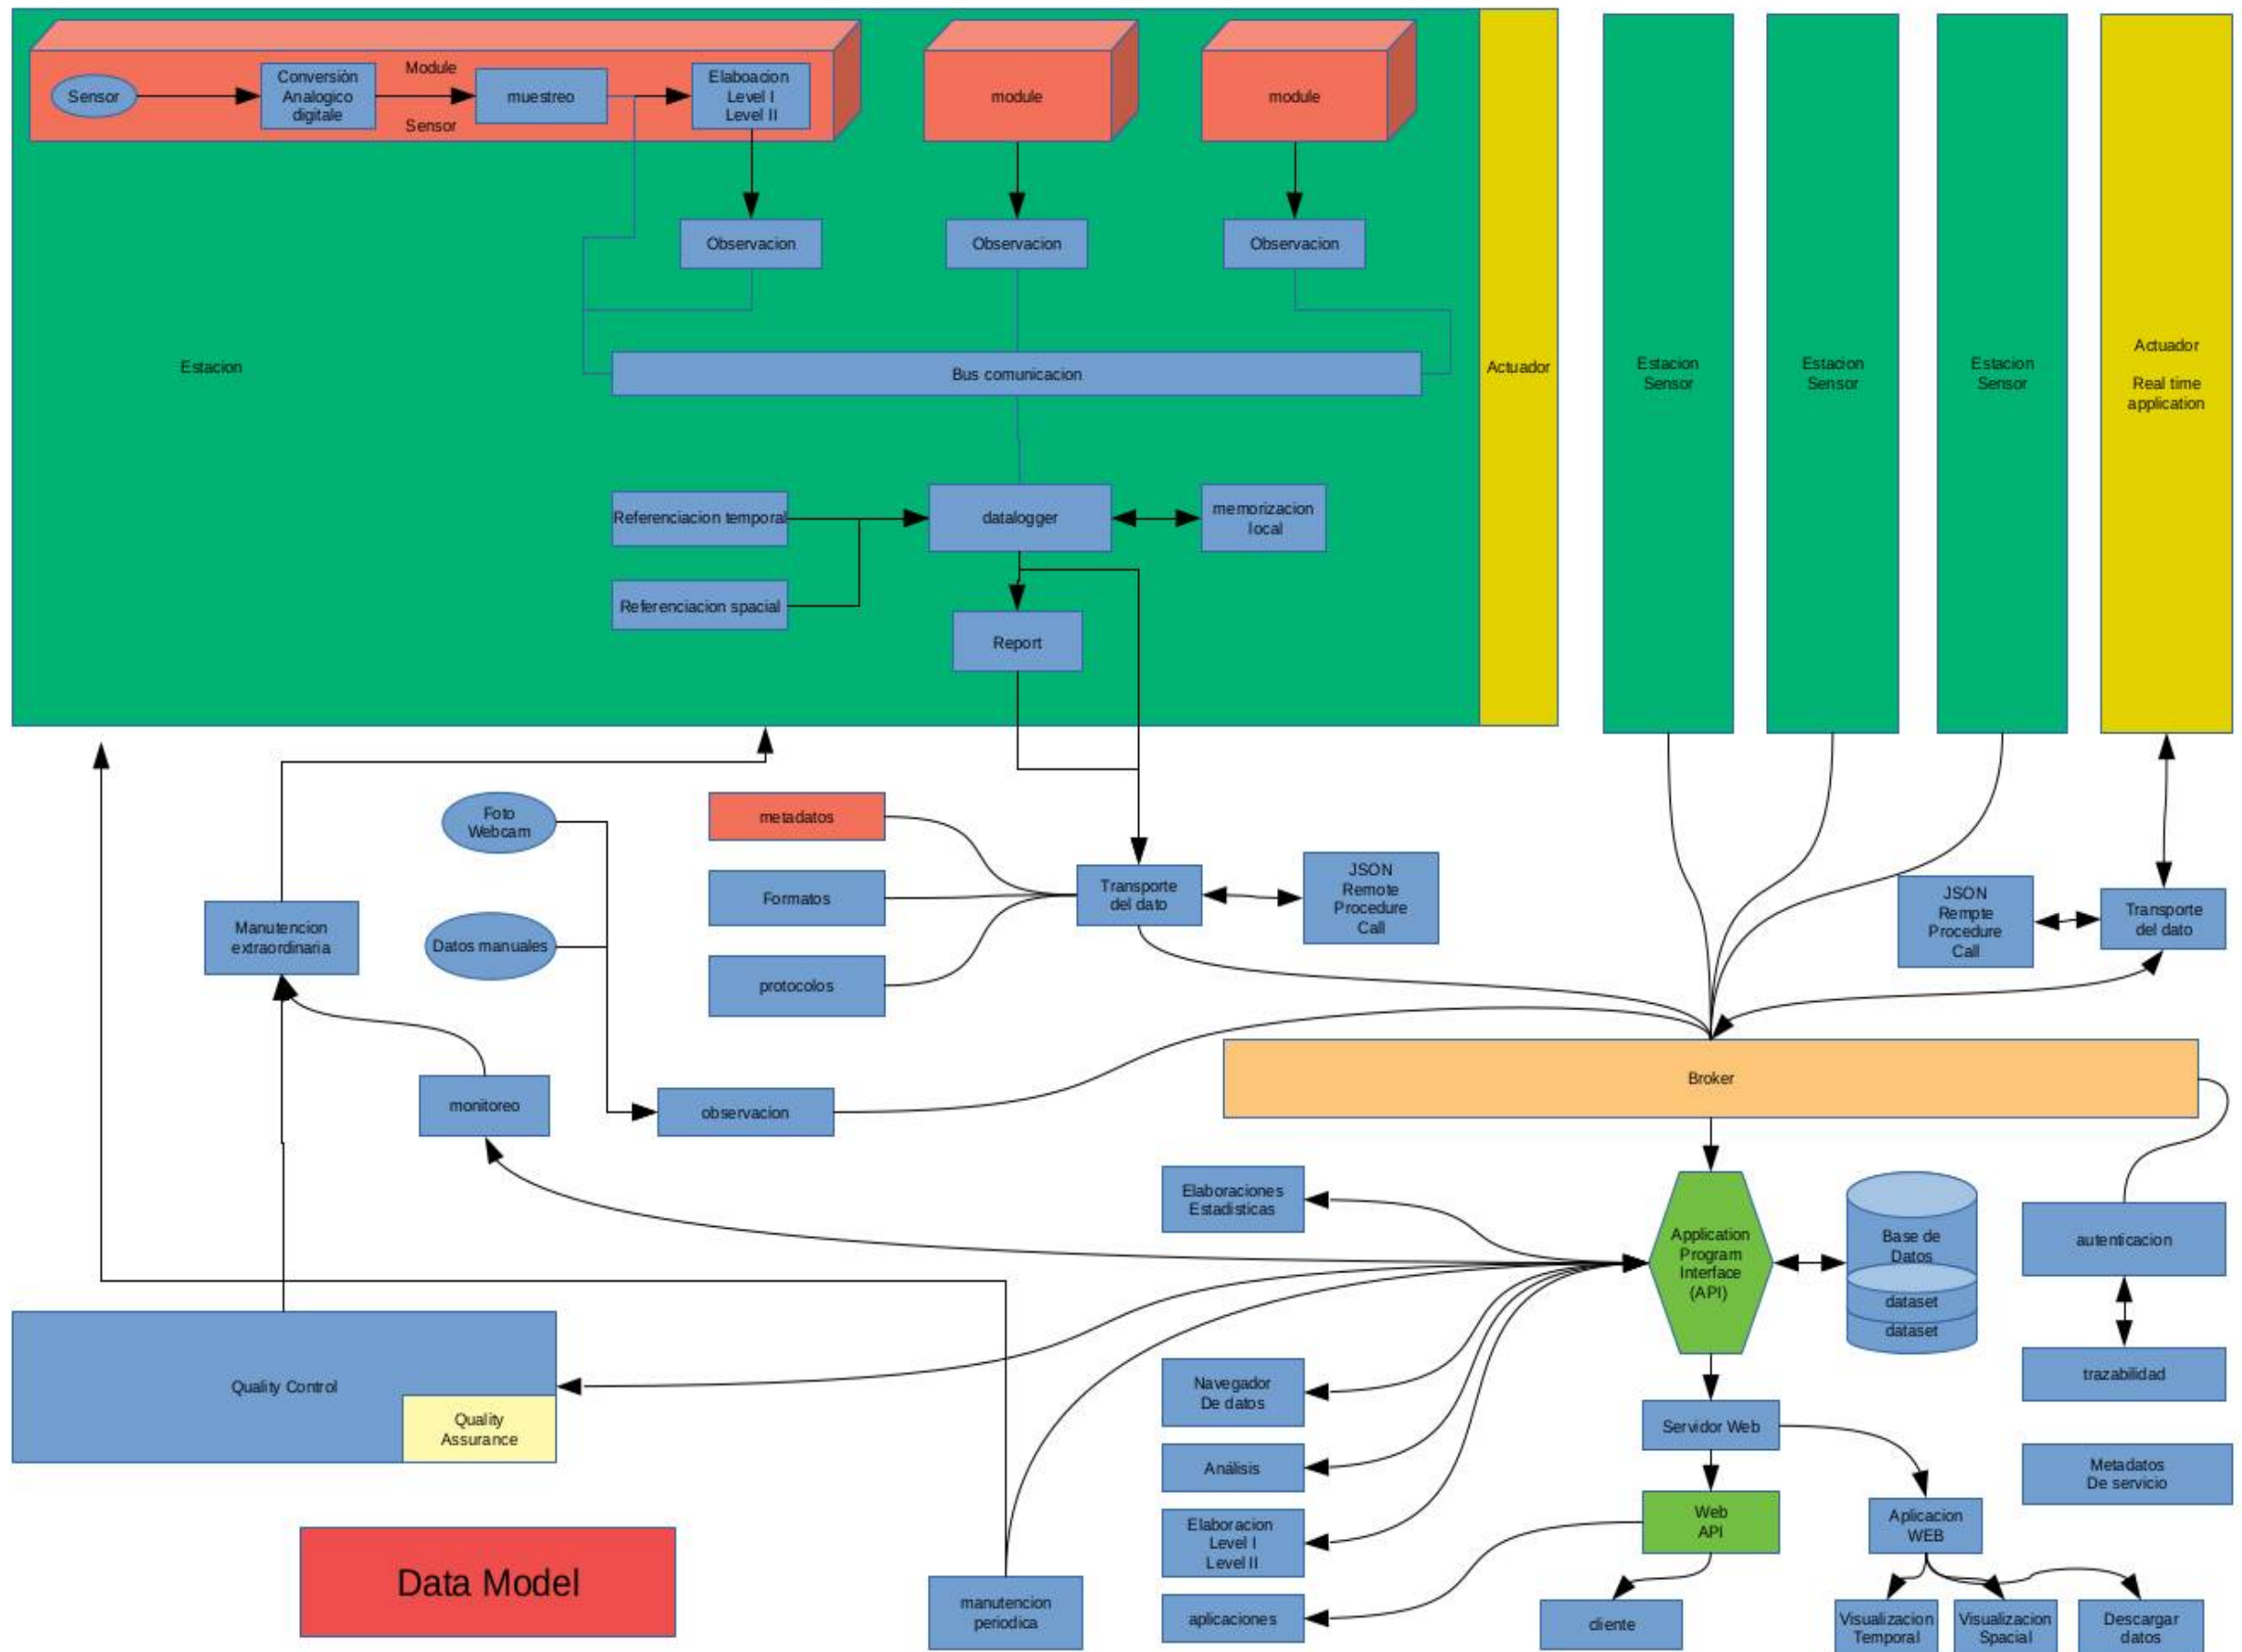 Sensor
Conversiòn
Analogico
digitale
Module
Sensor
muestreo
Elaboacion
Level I
Level II
module
module
Observacion
Observacion
Observacion
Estacion
Bus comunicacion
Actuador
Estacion
Sensor
Estacion
Sensor
Estacion
Sensor
Actuador
Real time
application
Referenciacion temporal
datalogger
memorizacion
local
Referenciacion spacial
Report
Foto
Webcam
metadatos
Formatos
protocolos
Transporte
del dato
JSON
Remote
Procedure
Call
JSON
Rempte
Procedure
Call
Transporte
del dato
Manutencion
extraordinaria
Datos manuales
monitoreo
observacion
Broker
Elaboraciones
Estadisticas
Application
Program
Interface
(API)
Base de
Datos
dataset
dataset
autenticacion
trazabilidad
Quality Control
Quality
Assurance
Navegador
De datos
Servidor Web
Análisis
Metadatos
De servicio
Elaboracion
Level I
Level II
Web
API
Aplicacion
WEB
Data Model
manutencion
periodica
aplicaciones
cliente
Visualizacion
Temporal
Visualizacion
Spacial
Descargar
datos